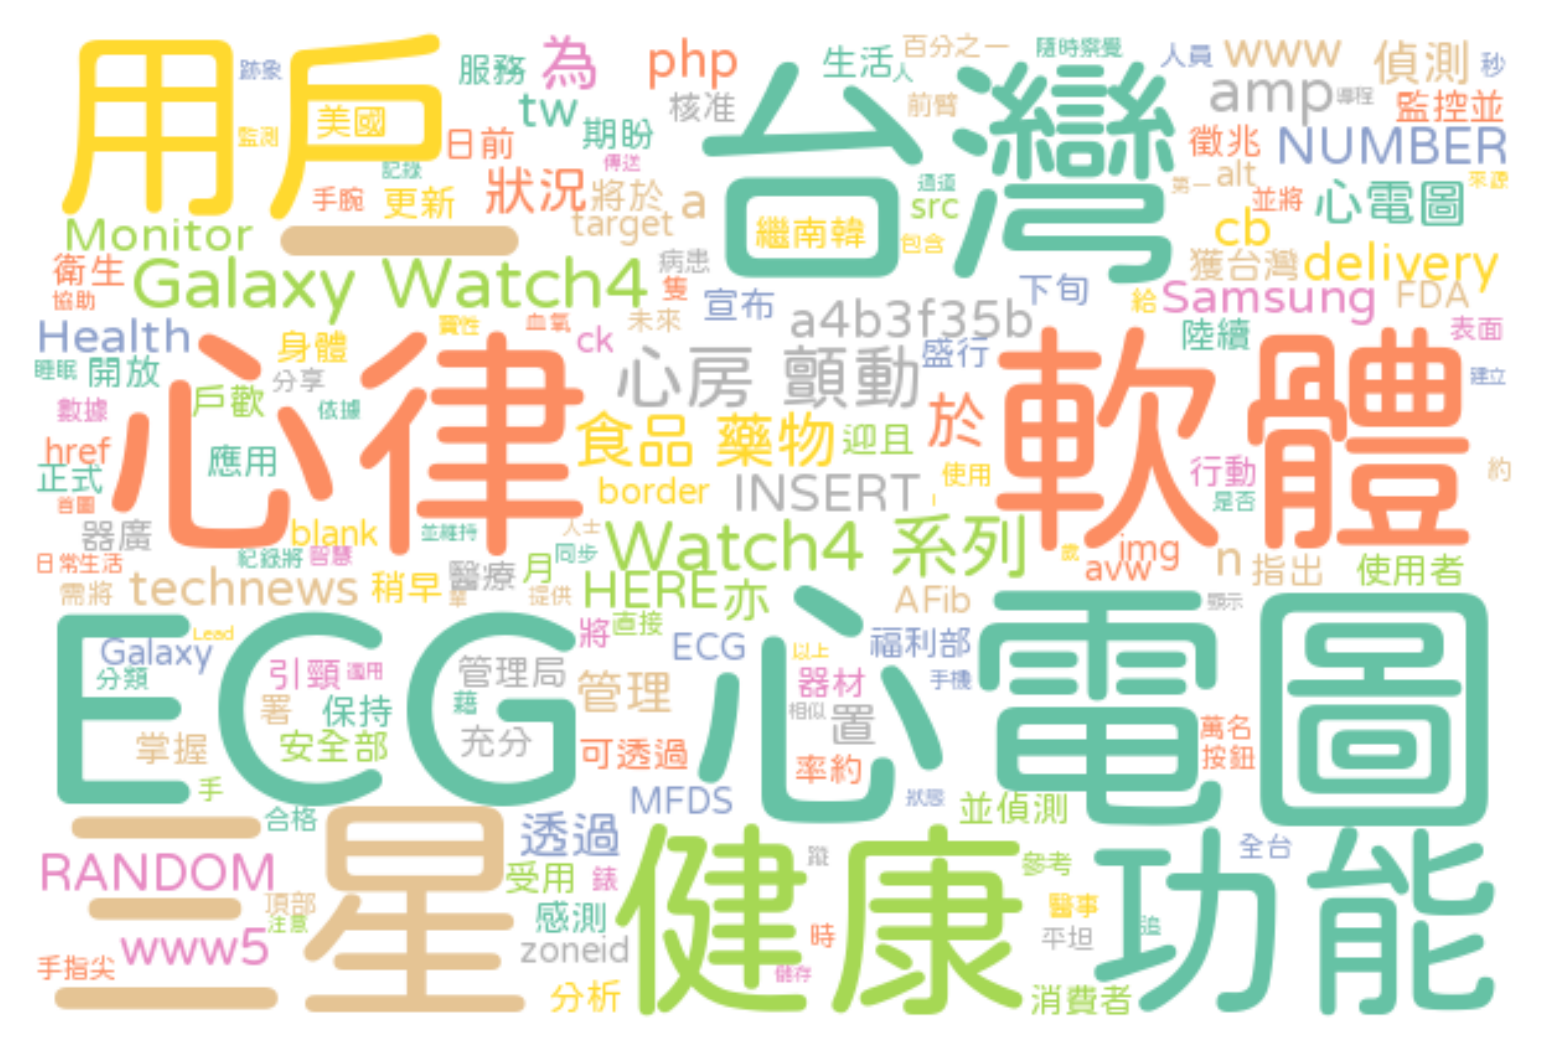 用戶
跡象
服務
為
php
生活
人
百分之一
隨時察覺
人員
www
偵測
秒
美國
監測
日前
tw
期盼
核准
台灣
前臂
amp
導程
監控並
徵兆
NUMBER
記錄
傳送
手腕
更新
狀況
將於
target
a
src
第一
alt
並將
心電圖
來源
Monitor
一
繼南韓
包含
cb
衛生
協助
Galaxy Watch4
病患
隻
宣布
下旬
給
獲台灣
delivery
Samsung
FDA
Health
身體
血氧
未來
ck
a4b3f35b
陸續
表面
睡眠
開放
分享
心房 顫動
盛行
建立
數據
戶歡
依據
心律
軟體
href
正式
應用
食品 藥物
迎且
於
使用
行動
是否
約
首圖
器廣
blank
並維持
border
INSERT
人士
日常生活
紀錄將
智慧
同步
Watch4 系列
歲
img
avw
n
指出
使用者
需將
technews
稍早
醫療
月
提供
HERE
亦
AFib
顯示
Galaxy
Lead
將
直接
ECG
以上
福利部
分類
引頸
適用
管理局
管理
器材
手機
ECG心電圖
署
保持
藉
相似
置
掌握
安全部
充分
可透過
率約
萬名
按鈕
手
合格
MFDS
狀態
並偵測
三星
透過
健康
功能
全台
RANDOM
受用
錶
參考
頂部
注意
感測
醫事
www5
zoneid
時
平坦
追
手指尖
分析
儲存
消費者